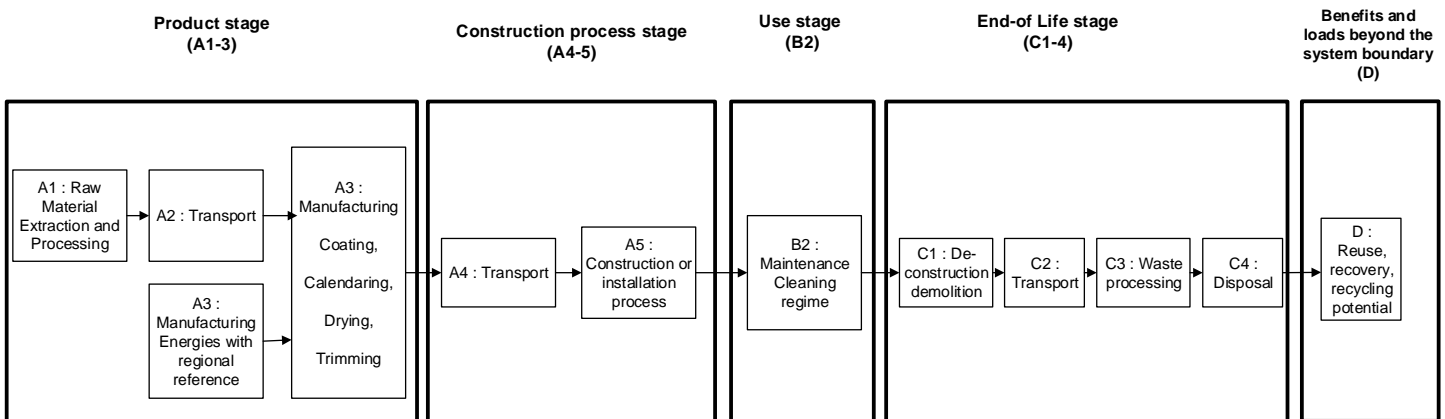 Product stage
(A1-3)
Construction process stage
(A4-5)
Use stage
(B2)
End-of Life stage
(C1-4)
Benefits and
loads beyond the
system boundary
(D)
A1 : Raw
Material
Extraction and
Processing
A2 : Transport
A3 :
Manufacturing
Energies with
regional
reference
A3 :
Manufacturing
Coating,
Calendaring,
Drying,
Trimming
A4 : Transport
A5 :
Construction or
installation
process
B2 :
Maintenance
Cleaning
regime
C1 : De-
construction
demolition
C2 :
Transport
C3 : Waste
processing
C4 :
Disposal
D :
Reuse,
recovery,
recycling
potential